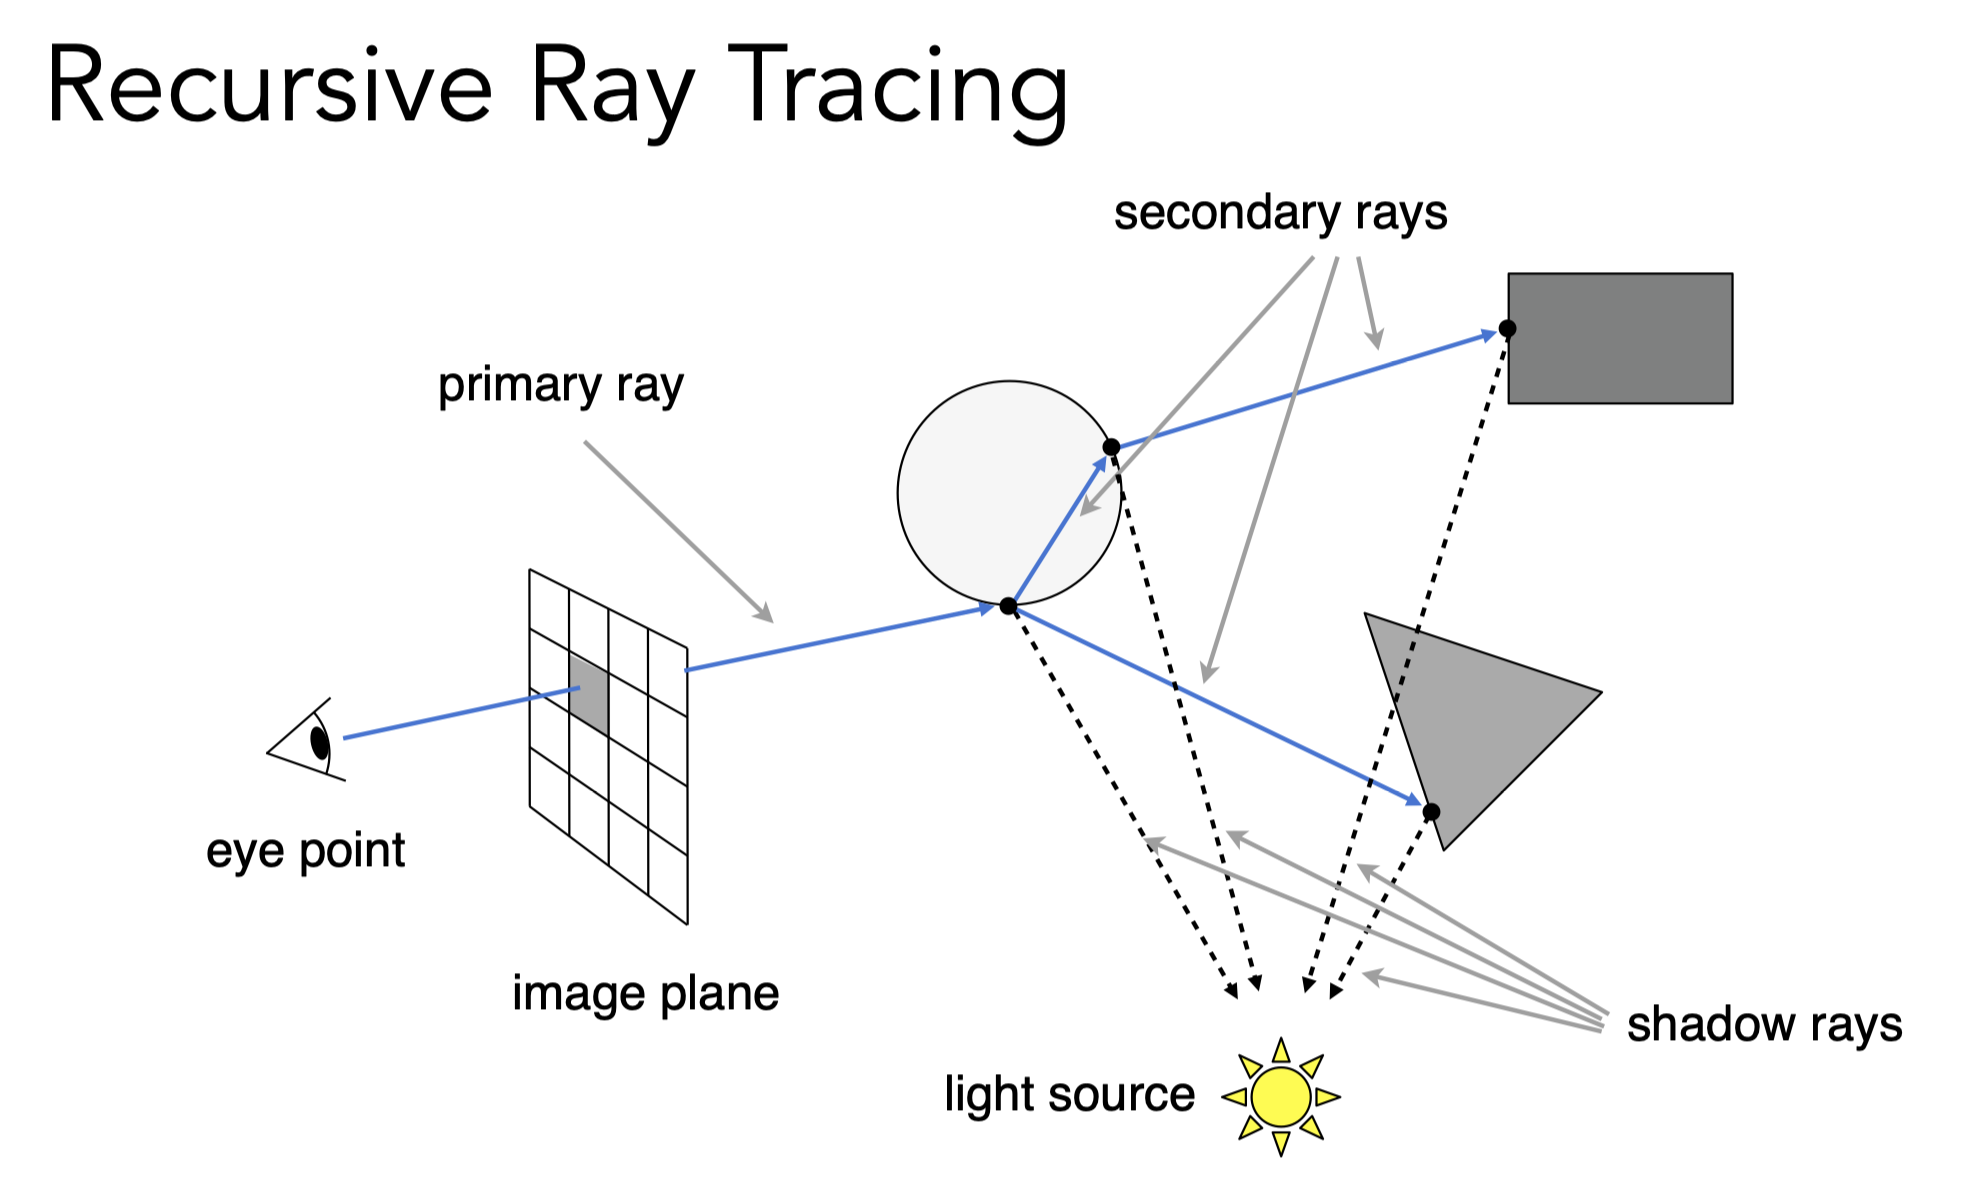 Recursive Ray Tracing
secondary rays
primary ray
eye point
image plane
shadow rays
light source